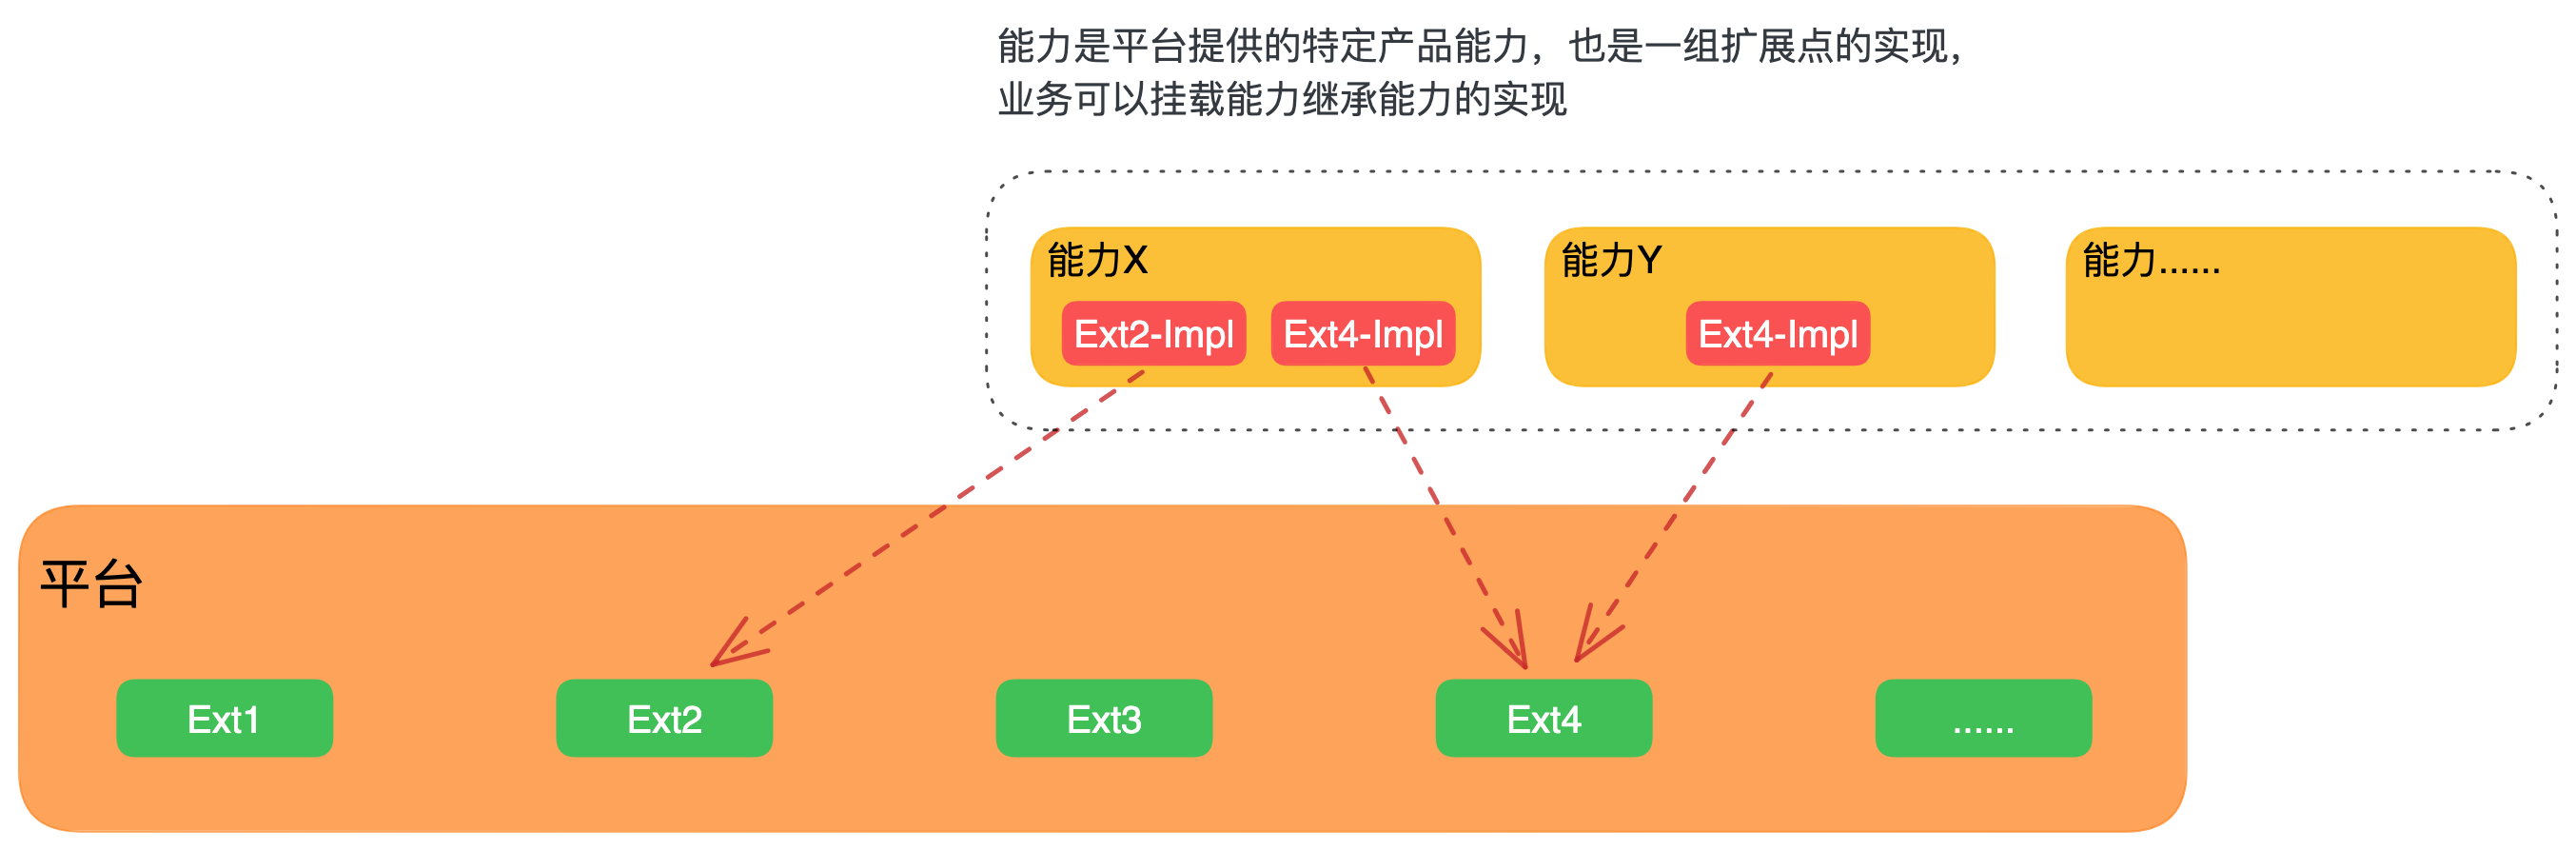 能力是平台提供的特定产品能力，也是一组扩展点的实现，
业务可以挂载能力继承能力的实现
能力X
Ext2-Impl
Ext4-Impl
能力Y
Ext4-Impl
能力......
平台
Ext1
Ext2
Ext3
Ext4
......